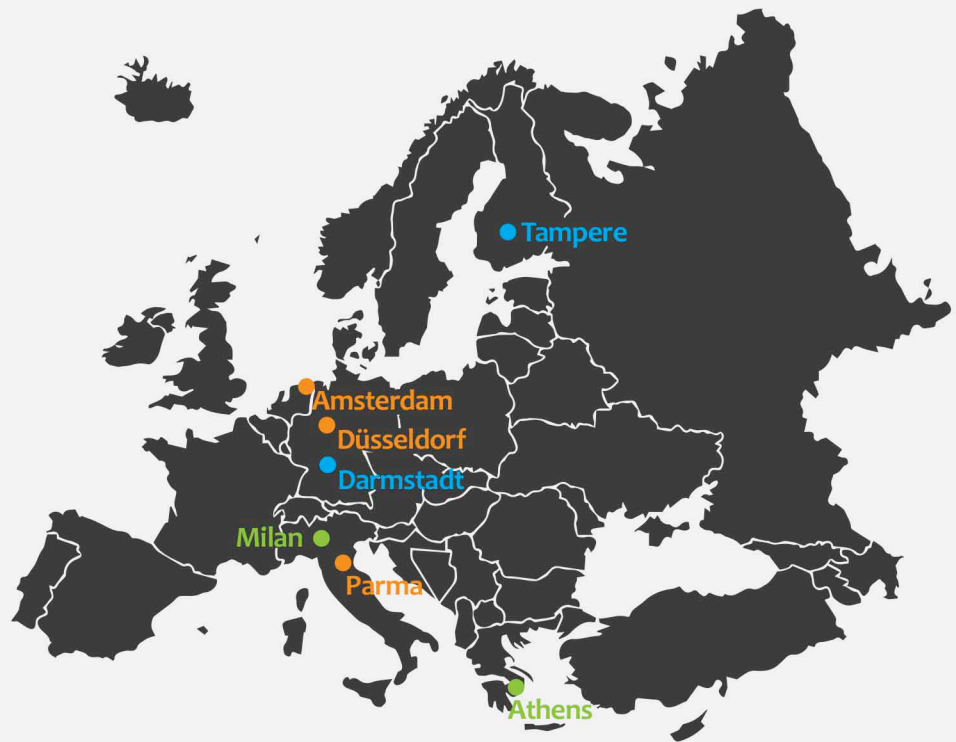 Tampere
Amsterdam
Düsseldorf
Darmstadt
Milan
Parma
Athens